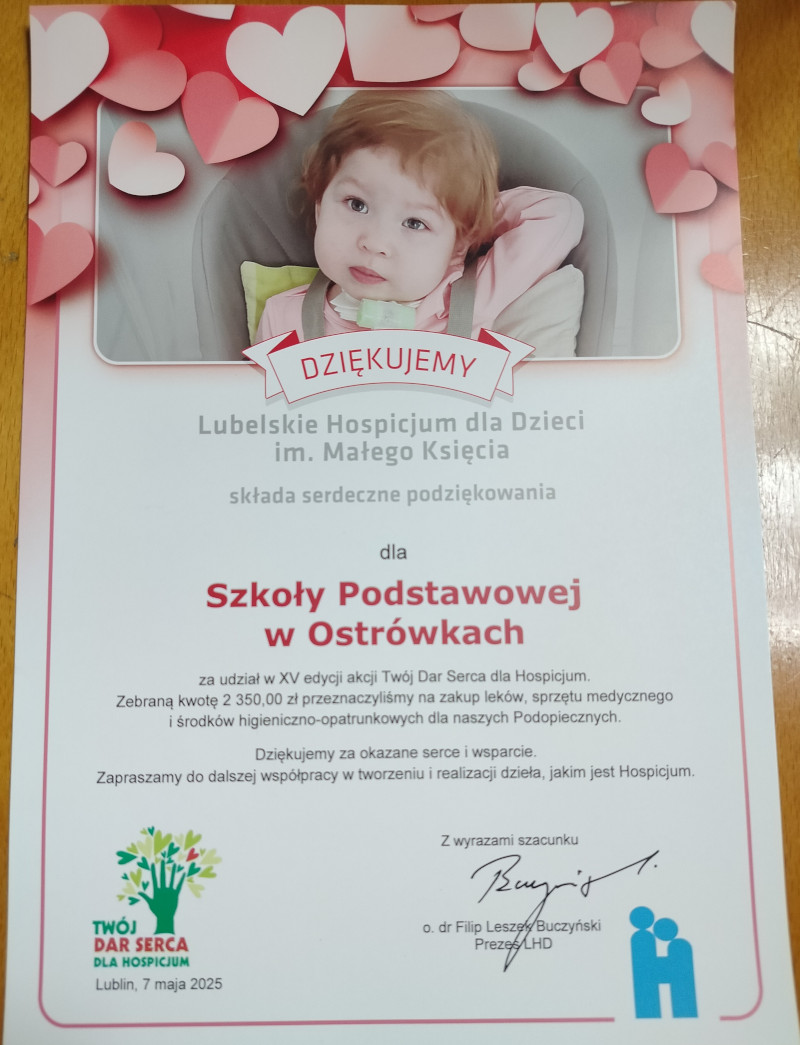 DZIĘKUJEMY
Lubelskie Hospicjum dla Dzieci
im. Małego Księcia
składa serdeczne podziękowania
dla
Szkoły Podstawowej
w Ostrówkach
za udział w XV edycji akcji Twój Dar Serca dla Hospicjum.
Zebraną kwotę 2 350,00 zł przeznaczyliśmy na zakup leków, sprzętu medycznego
i środków higieniczno-opatrunkowych dla naszych Podopiecznych.
Dziękujemy za okazane serce i wsparcie.
Zapraszamy do dalszej współpracy w tworzeniu i realizacji dzieła, jakim jest Hospicjum.
Z wyrazami szacunku
o. dr Filip Leszek Buczyński
Prezes LHD
TWÓJ
DAR SERCA
DLA HOSPICJUM
Lublin, 7 maja 2025